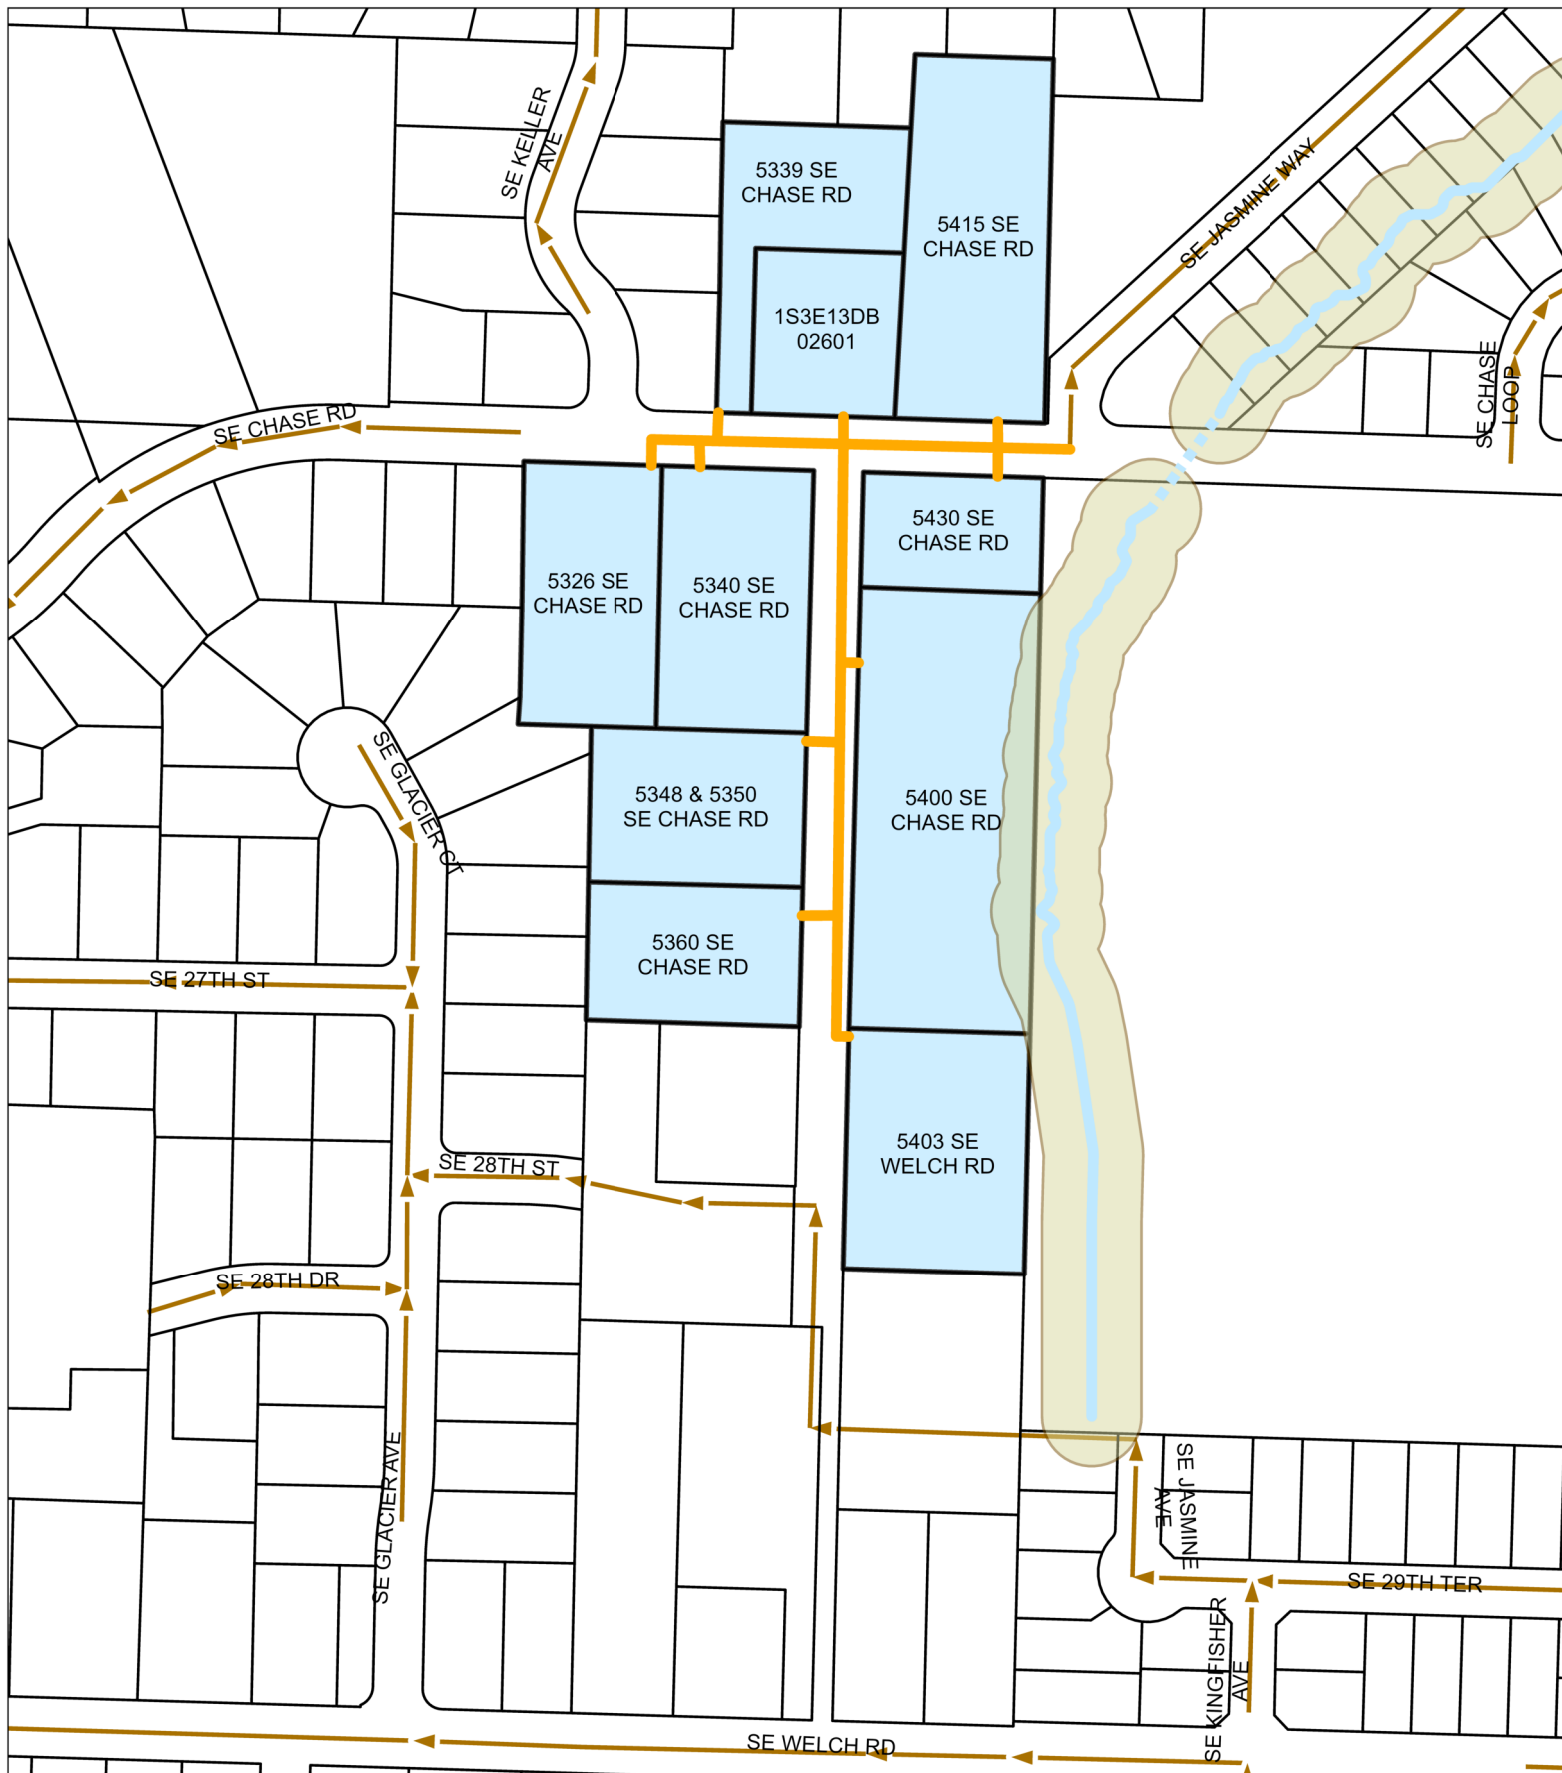 SE KELLER
AVE
5339 SE
CHASE RD
5415 SE
CHASE RD
SE JASMINE WAY
1S3E13DB
02601
SE CHASE
LOOP
SE CHASE RD
5430 SE
CHASE RD
5326 SE
CHASE RD
5340 SE
CHASE RD
SE GLACIER CT
5348 & 5350
SE CHASE RD
5400 SE
CHASE RD
5360 SE
CHASE RD
SE 27TH ST
5403 SE
WELCH RD
SE 28TH ST
SE 28TH DR
SE GLACIER AVE
SE JASMINE
AVE
SE 29TH TER
SE KINGFISHER
AVE
SE WELCH RD